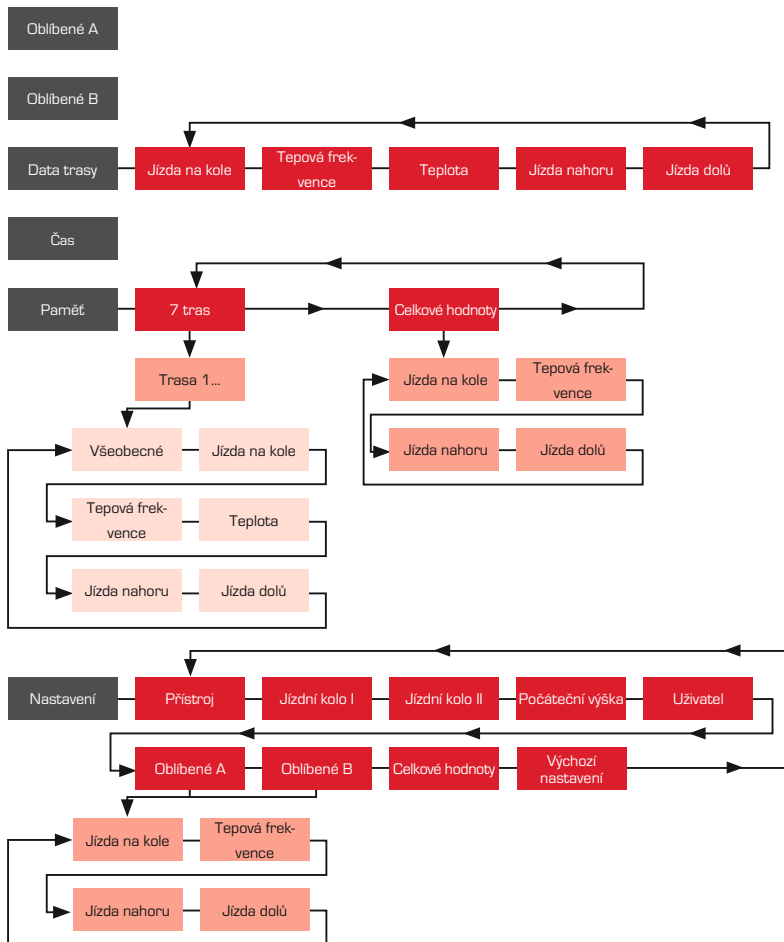 Oblíbené A
Oblíbené B
Data trasy
Jízda na kole
Tepová frek-
vence
Teplota
Jízda nahoru
Jízda dolů
Čas
Paměť
7 tras
Celkové hodnoty
Trasa 1...
Jízda na kole
Tepová frek-
vence
Všeobecné
Jízda na kole
Jízda nahoru
Jízda dolů
Tepová frek-
vence
Teplota
Jízda nahoru
Jízda dolů
Nastavení
Přístroj
Jízdní kolo I
Jízdní kolo II
Počáteční výška
Uživatel
Oblíbené A
Oblíbené B
Celkové hodnoty
Výchozí
nastavení
Jízda na kole
Tepová frek-
vence
Jízda nahoru
Jízda dolů